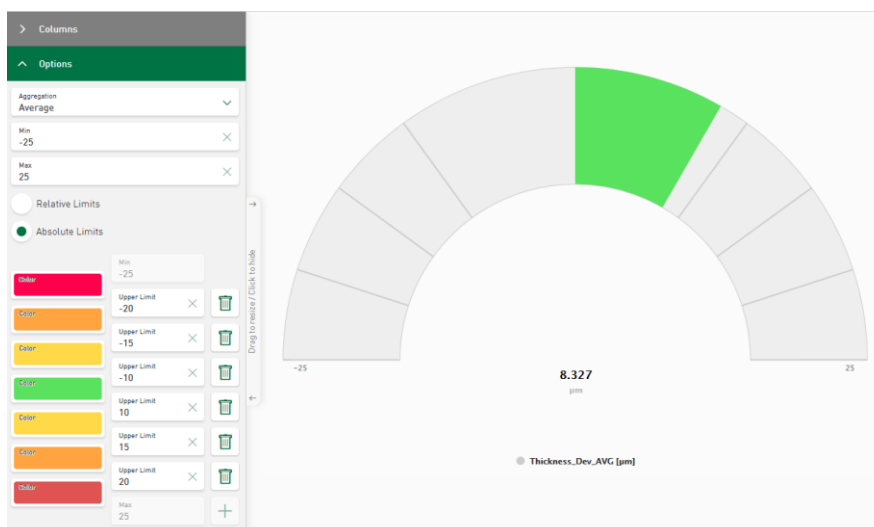 Columns
Options
Aggregation
Average
Min
-25
Max
25
Relative Limits
Absolute Limits
Min
-25
Color
Upper Limit
-20
Color
Upper Limit
-15
Color
Upper Limit
-10
Color
Upper Limit
10
Color
Upper Limit
15
Color
Upper Limit
20
Color
Max
25
Drag to resize / Click to hide
-25
25
8.327
µm
Thickness_Dev_AVG [µm]